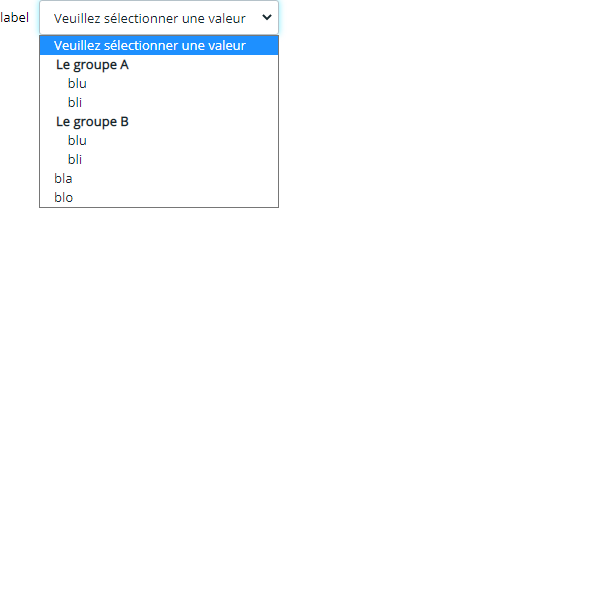 label Veuillez sélectionner une valeur
Veuillez sélectionner une valeur
Le groupe A
blu
bli
Le groupe B
blu
bli
bla
blo